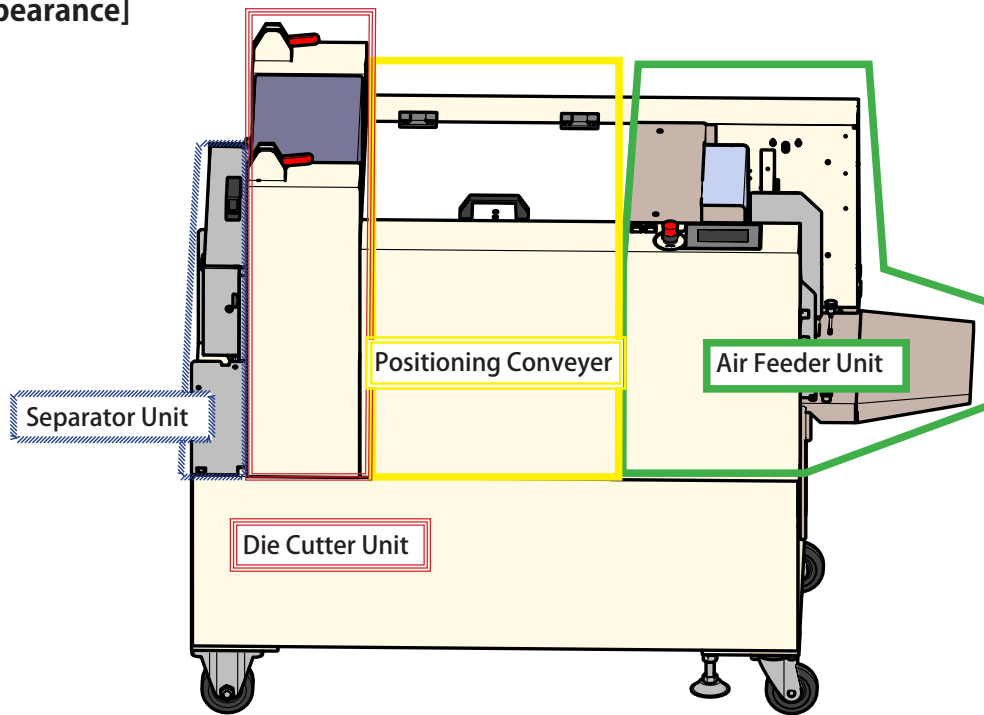 pearance]
Positioning Conveyer
Air Feeder Unit
Separator Unit
Die Cutter Unit